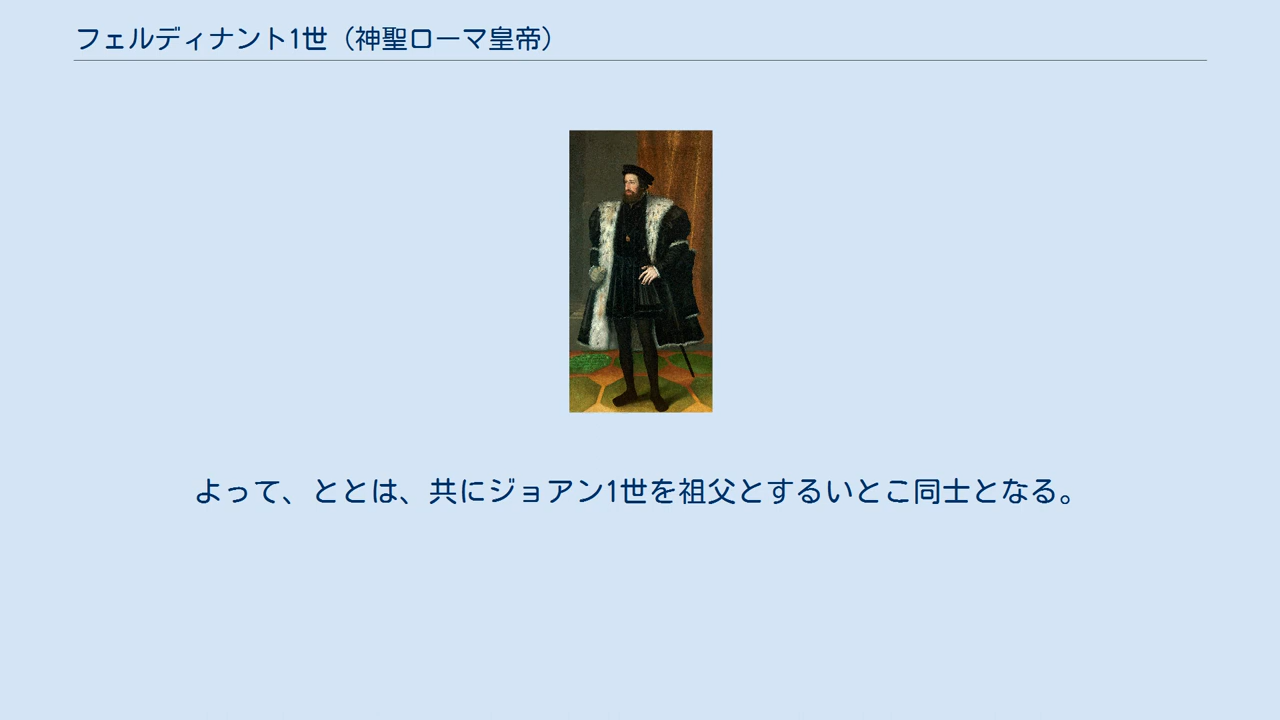 フェルディナント1世（神聖ローマ皇帝）
よって、ととは、共にジョアン1世を祖父とするいとこ同士となる。